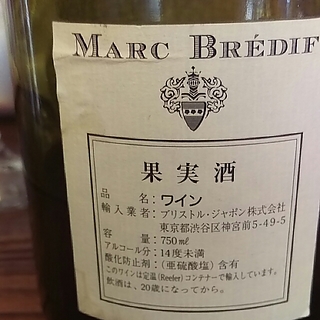 MARC BRÉDIF
果実酒
品名：ワイン
輸入業者：ブリストル・ジャポン株式会社
東京都渋谷区神宮前5-49-5
容量：750㎖
アルコール分：14度未満
酸化防止剤：(亜硫酸塩)含有
このワインは定温(Reefer)コンテナーで輸入しています。
飲酒は、20歳になってから。